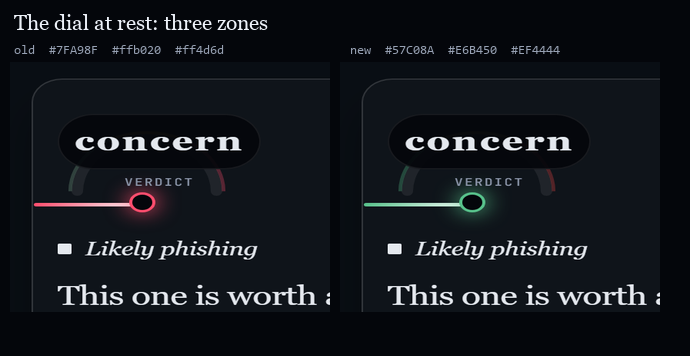 The dial at rest: three zones
old #7FA98F #ffb020 #ff4d6d
new #57C08A #E6B450 #EF4444
concern
VERDICT
Likely phishing
This one is worth
concern
VERDICT
Likely phishing
This one is worth